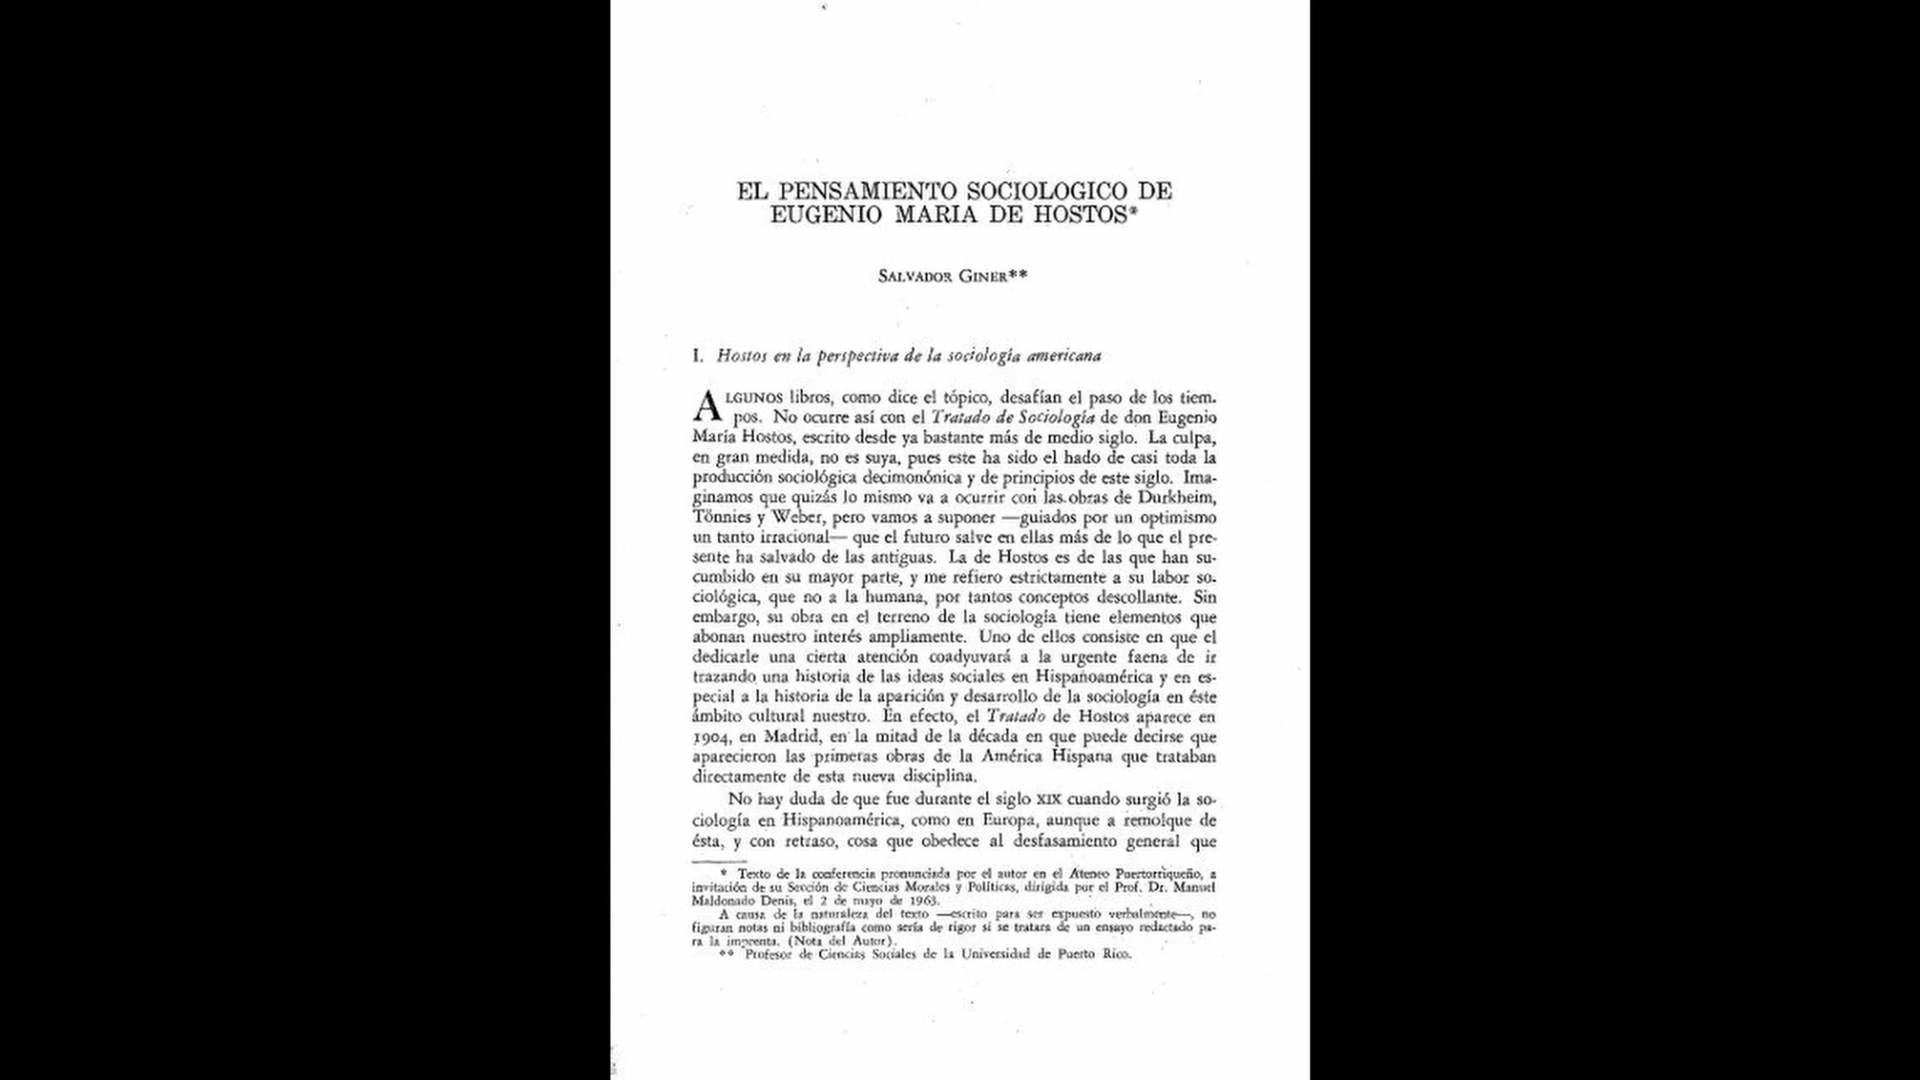 EL PENSAMIENTO SOCIOLOGICO DE
EUGENIO MARIA DE HOSTOS*
SALVADOR GINER**
I. Hostos en la perspectiva de la sociología americana
ALGUNOS libros, como dice el tópico, desafían el paso de los tiem-
pos. No ocurre así con el Tratado de Sociología de don Eugenio
María Hostos, escrito desde ya bastante más de medio siglo. La culpa,
en gran medida, no es suya, pues este ha sido el hado de casi toda la
producción sociológica decimonónica y de principios de este siglo. Ima-
ginamos que quizás lo mismo va a ocurrir con las obras de Durkheim,
Tönnies y Weber, pero vamos a suponer —guiados por un optimismo
un tanto irracional— que el futuro salve en ellas más de lo que el pre-
sente ha salvado de las antiguas. La de Hostos es de las que han su-
cumbido en su mayor parte, y me refiero estrictamente a su labor so-
ciológica, que no a la humana, por tantos conceptos descollante. Sin
embargo, su obra en el terreno de la sociología tiene elementos que
abonan nuestro interés ampliamente. Uno de ellos consiste en que el
dedicarle una cierta atención coadyuvará a la urgente faena de ir
trazando una historia de las ideas sociales en Hispanoamérica y en es-
pecial a la historia de la aparición y desarrollo de la sociología en éste
ámbito cultural nuestro. En efecto, el Tratado de Hostos aparece en
1904, en Madrid, en la mitad de la década en que puede decirse que
aparecieron las primeras obras de la América Hispana que trataban
directamente de esta nueva disciplina.
No hay duda de que fue durante el siglo XIX cuando surgió la so-
ciología en Hispanoamérica, como en Europa, aunque a remolque de
ésta, y con retraso, cosa que obedece al desfasamiento general que
* Texto de la conferencia pronunciada por el autor en el Ateneo Puertorriqueño, a
invitación de su Sección de Ciencias Morales y Políticas, dirigida por el Prof. Dr. Manuel
Maldonado Denis, el 2 de mayo de 1963.
A causa de la naturaleza del texto —escrito para ser expuesto verbalmente—, no
figuran notas ni bibliografía como sería de rigor si se tratara de un ensayo redactado pa-
ra la imprenta. (Nota del Autor).
** Profesor de Ciencias Sociales de la Universidad de Puerto Rico.